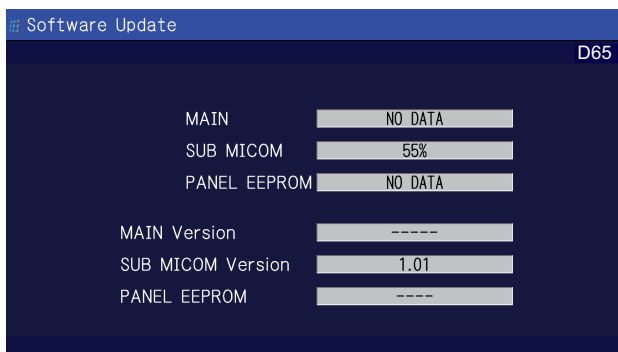 Software Update
D65
MAIN NO DATA
SUB MICOM 55%
PANEL EEPROM NO DATA
MAIN Version -----
SUB MICOM Version 1.01
PANEL EEPROM ----